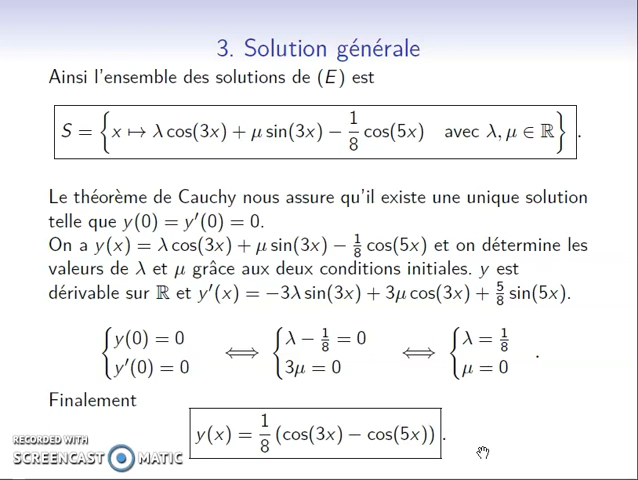 3. Solution générale
Ainsi l'ensemble des solutions de (E) est
S = { x ↦ λ cos(3x) + μ sin(3x) − 1/8 cos(5x) avec λ, μ ∈ ℝ } .
Le théorème de Cauchy nous assure qu'il existe une unique solution
telle que y(0) = y′(0) = 0.
On a y(x) = λ cos(3x) + μ sin(3x) − 1/8 cos(5x) et on détermine les
valeurs de λ et μ grâce aux deux conditions initiales. y est
dérivable sur ℝ et y′(x) = −3λ sin(3x) + 3μ cos(3x) + 5/8 sin(5x).
{ y(0) = 0 ⟺ { λ − 1/8 = 0 ⟺ { λ = 1/8
y′(0) = 0 3μ = 0 μ = 0 .
Finalement
y(x) = 1/8 (cos(3x) − cos(5x)) .
RECORDED WITH
SCREENCAST MATIC